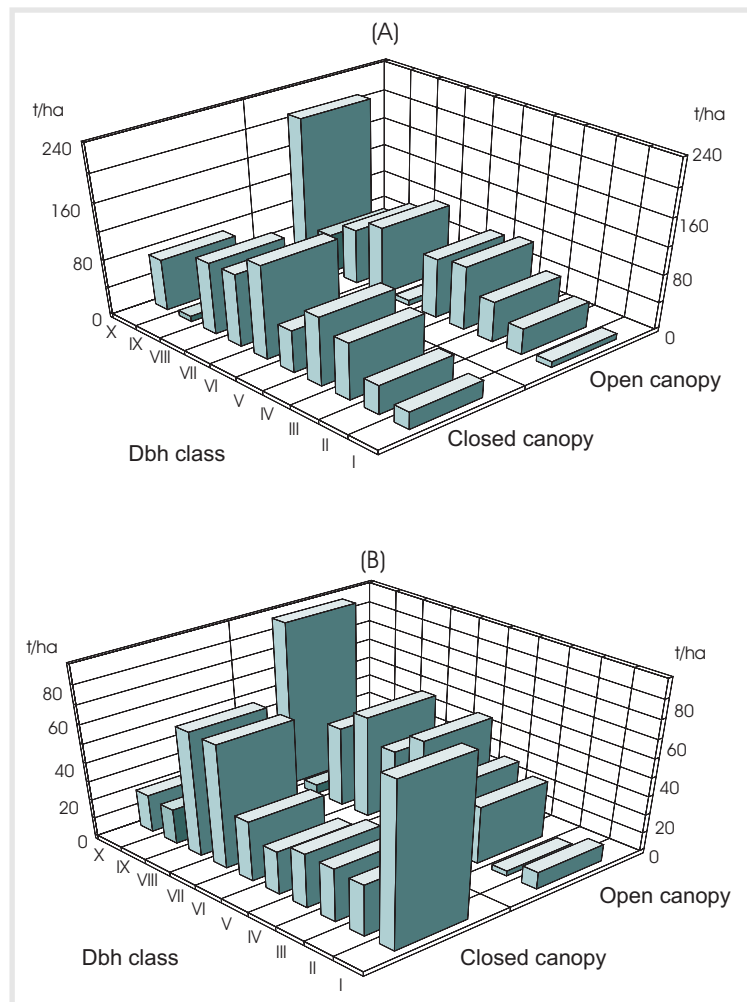 (A)
t/ha
240
160
80
0
X
IX
VIII
VII
VI
V
IV
III
II
I
Dbh class
Closed canopy
Open canopy
t/ha
240
160
80
0
(B)
t/ha
80
60
40
20
0
X
IX
VIII
VII
VI
V
IV
III
II
I
Dbh class
Closed canopy
Open canopy
t/ha
80
60
40
20
0